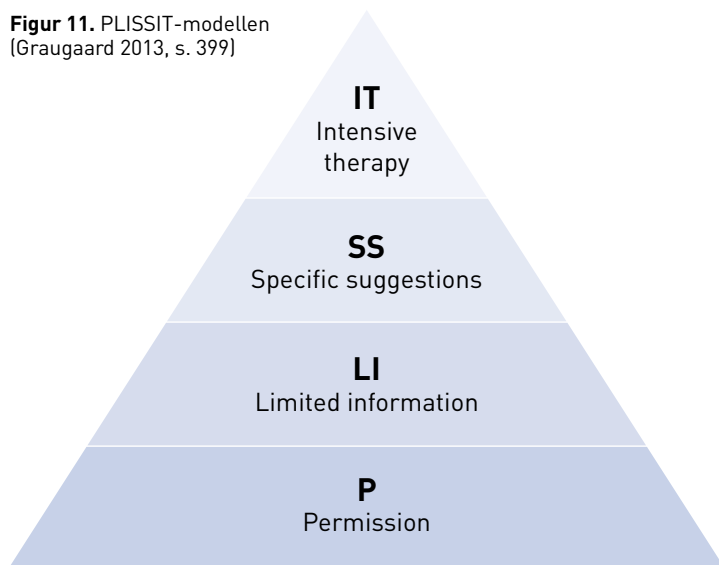 Figur 11. PLISSIT-modellen
(Graugaard 2013, s. 399)
IT
Intensive
therapy
SS
Specific suggestions
LI
Limited information
P
Permission